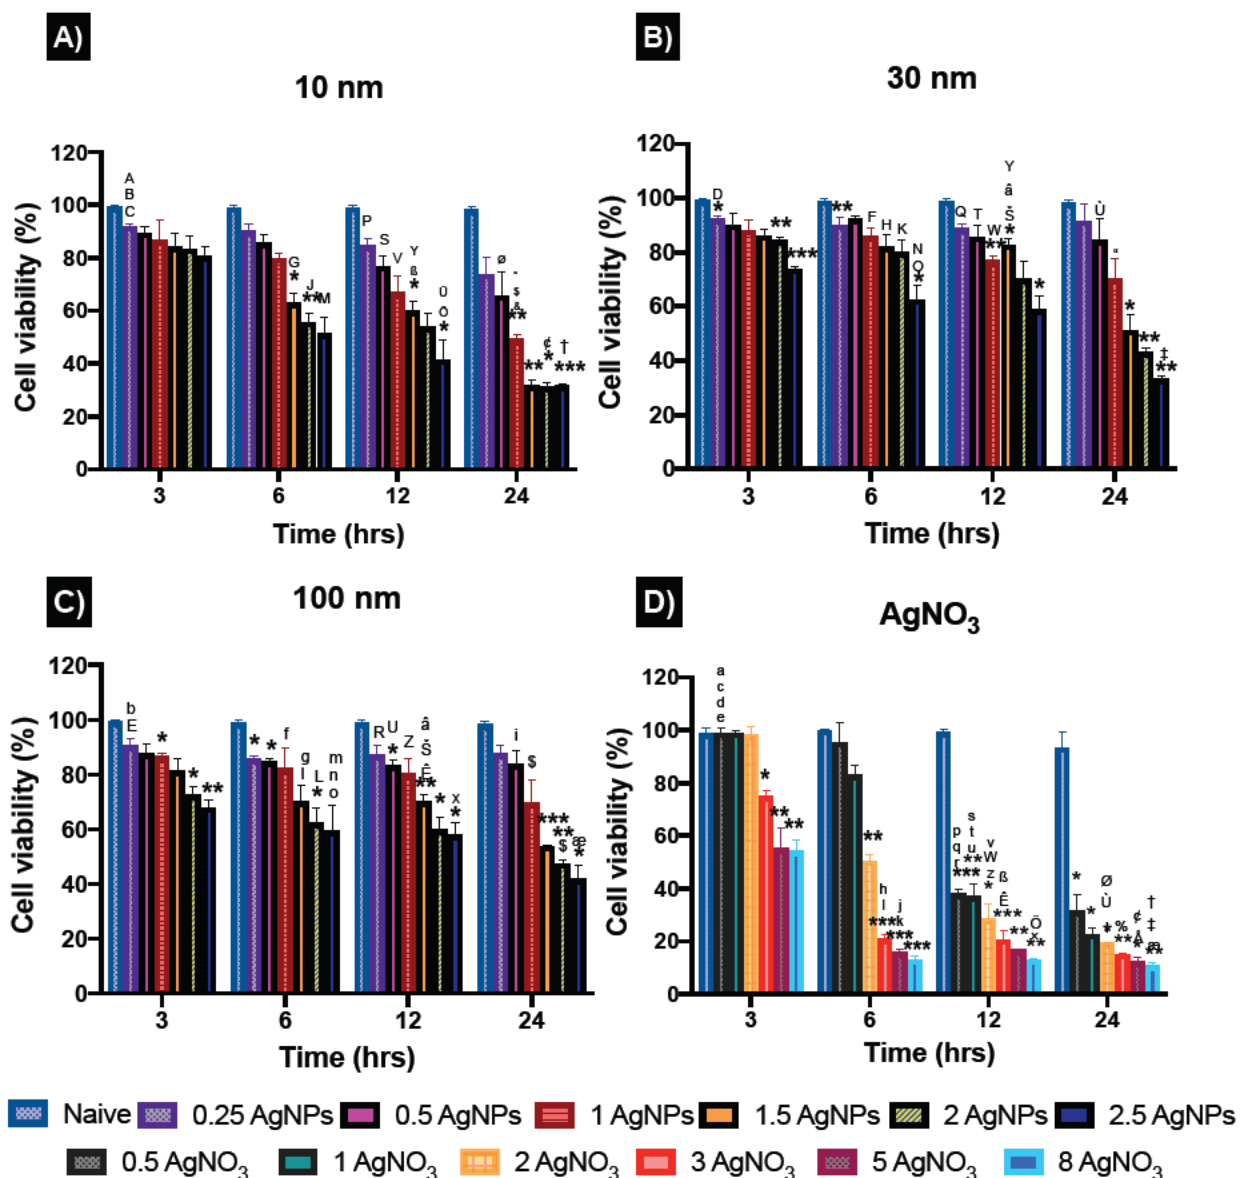 A)
10 nm
120
100
80
60
40
20
0
Cell viability (%)
A
B
C
G
*
J
**
M
P
S
V
Y
ß
*
Ö
*
ø
$
&
**
**
¢
*
†
***
3 6 12 24
Time (hrs)
B)
30 nm
120
100
80
60
40
20
0
Cell viability (%)
D
*
**
***
**
F
H
K
N
O
*
Q
T
W
**
Y
â
Š
*
*
Ù
*
**
‡
**
3 6 12 24
Time (hrs)
C)
100 nm
120
100
80
60
40
20
0
Cell viability (%)
b
E
*
*
**
*
*
f
g
I
L
*
m
n
o
R
U
*
Z
â
Š
Ê
**
*
x
*
i
$
***
**
$
æ
*
3 6 12 24
Time (hrs)
D)
AgNO3
120
100
80
60
40
20
0
Cell viability (%)
a
c
d
e
*
**
**
**
h
l
***
j
k
***
***
p
q
r
***
s
t
u
**
v
W
z
*
ß
Ê
***
**
Õ
x
**
*
*
Ø
Ù
*
%
**
¢
Å
*
†
‡
æ
**
3 6 12 24
Time (hrs)
Naive 0.25 AgNPs 0.5 AgNPs 1 AgNPs 1.5 AgNPs 2 AgNPs 2.5 AgNPs
0.5 AgNO3 1 AgNO3 2 AgNO3 3 AgNO3 5 AgNO3 8 AgNO3